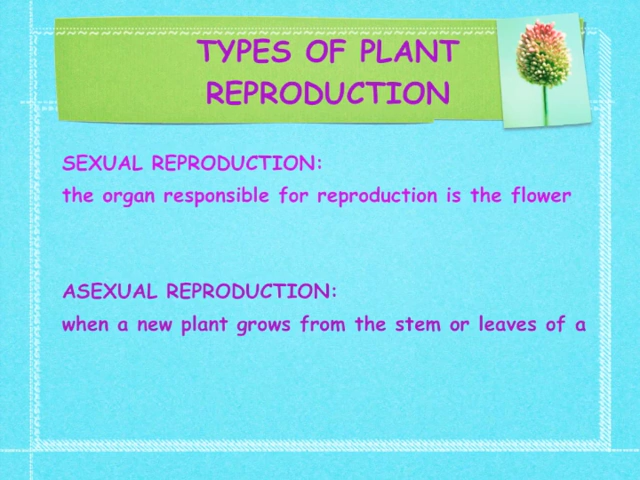 TYPES OF PLANT
REPRODUCTION
SEXUAL REPRODUCTION:
the organ responsible for reproduction is the flower
ASEXUAL REPRODUCTION:
when a new plant grows from the stem or leaves of a